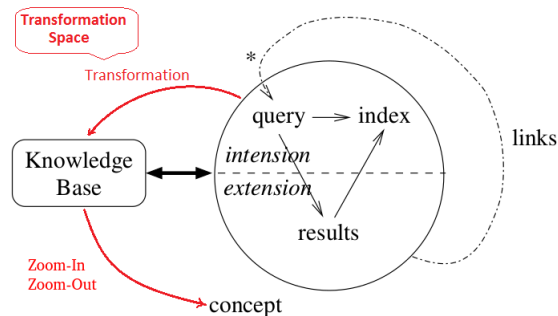 Transformation
Space
Transformation
*
query
index
links
Knowledge
Base
intension
extension
results
Zoom-In
Zoom-Out
concept